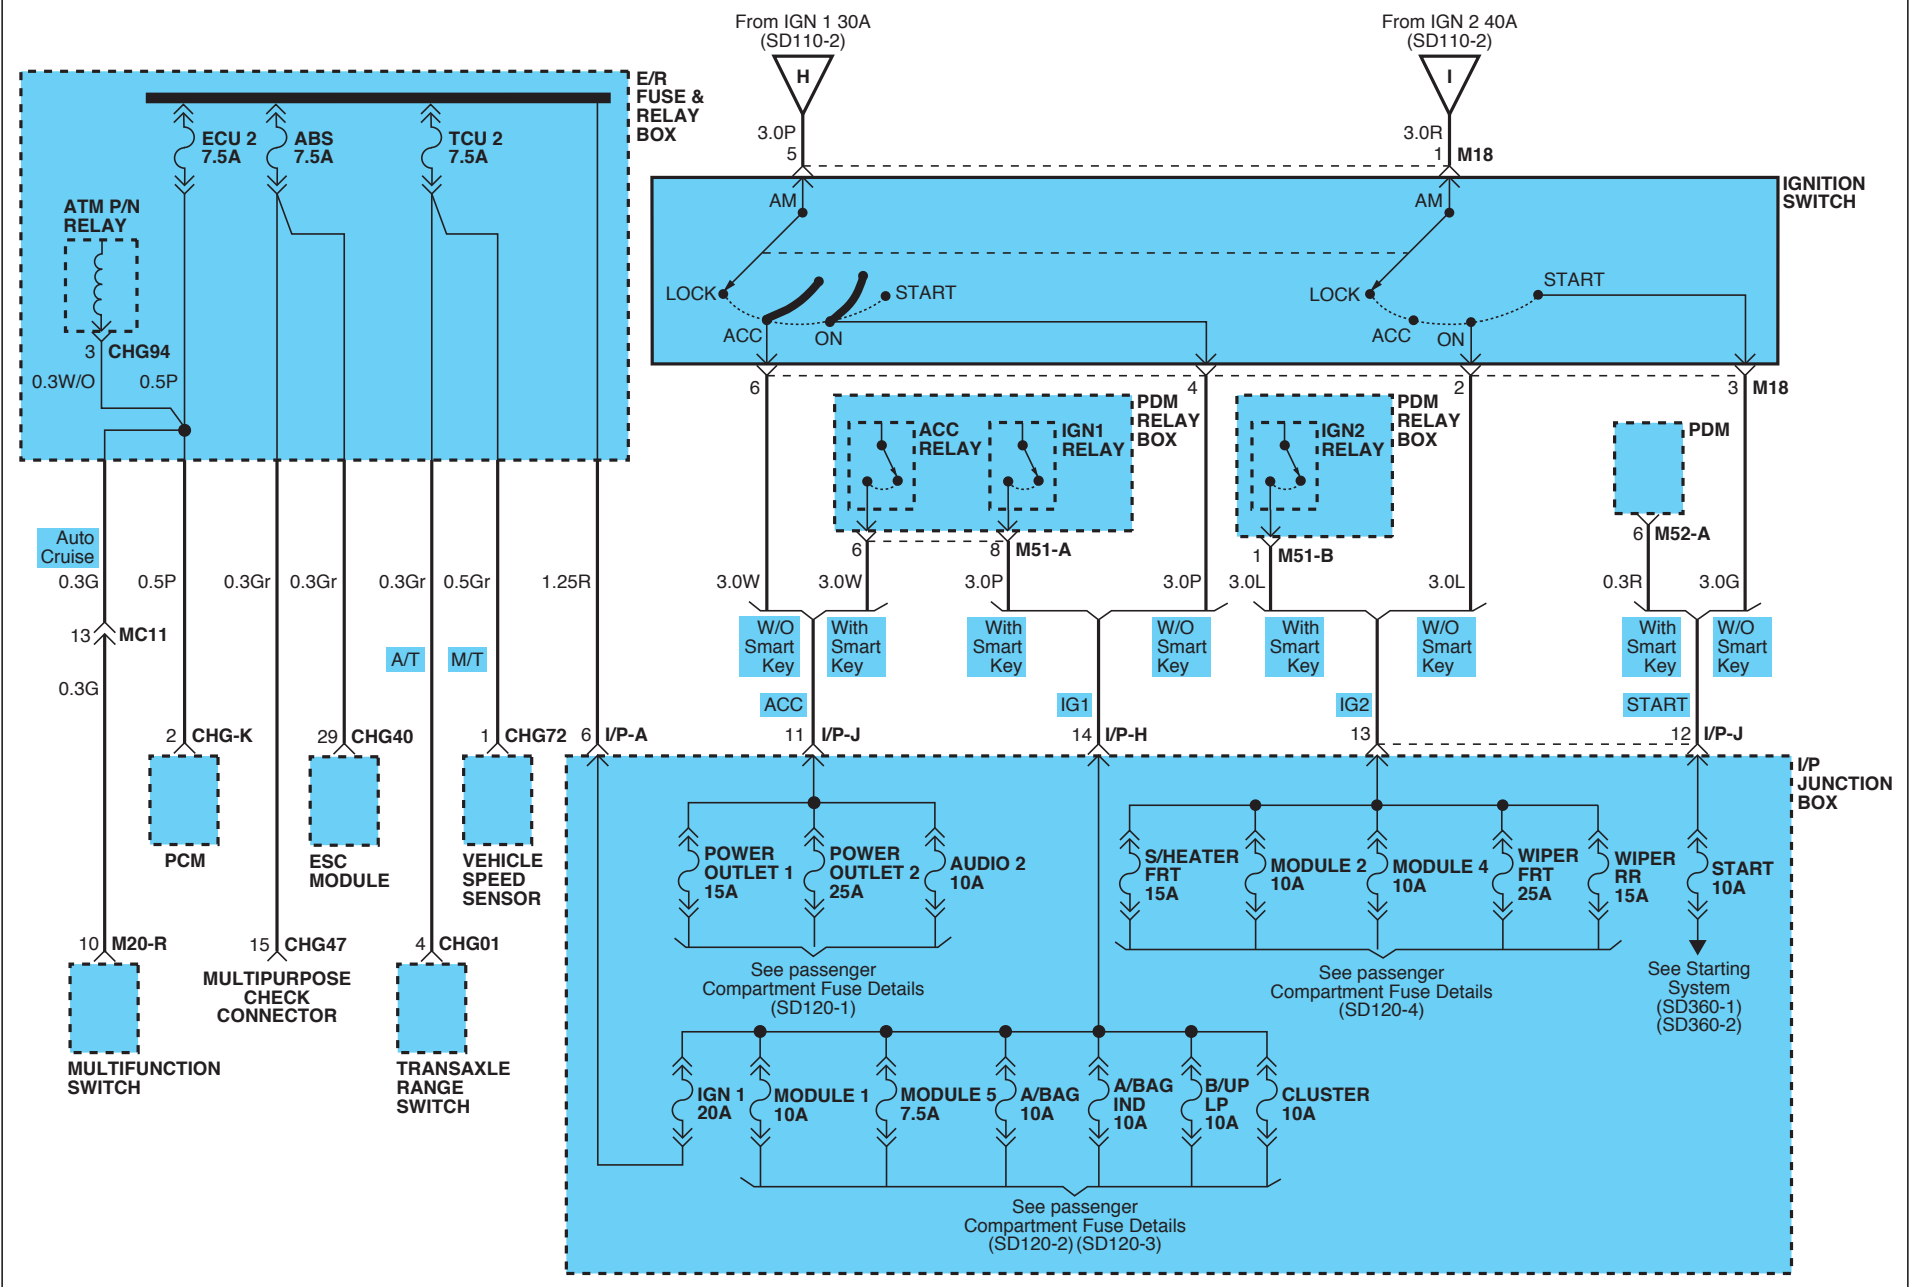 From IGN 1 30A
(SD110-2)
H
From IGN 2 40A
(SD110-2)
I
E/R
FUSE &
RELAY
BOX
ECU 2
7.5A
ABS
7.5A
TCU 2
7.5A
ATM P/N
RELAY
3 CHG94
0.3W/O
0.5P
3.0P
5
3.0R
1 M18
IGNITION
SWITCH
AM
AM
LOCK
START
ACC
ON
LOCK
START
ACC
ON
6
4
2
3 M18
PDM
RELAY
BOX
ACC
RELAY
IGN1
RELAY
PDM
RELAY
BOX
IGN2
RELAY
PDM
6
8 M51-A
1 M51-B
6 M52-A
Auto
Cruise
0.3G
0.5P
0.3Gr
0.3Gr
0.3Gr
0.5Gr
1.25R
3.0W
3.0W
3.0P
3.0P
3.0L
3.0L
0.3R
3.0G
13 MC11
0.3G
A/T
M/T
W/O
Smart
Key
With
Smart
Key
With
Smart
Key
W/O
Smart
Key
With
Smart
Key
W/O
Smart
Key
With
Smart
Key
W/O
Smart
Key
ACC
IG1
IG2
START
2 CHG-K
29 CHG40
1 CHG72
6 I/P-A
11 I/P-J
14 I/P-H
13
12 I/P-J
PCM
ESC
MODULE
VEHICLE
SPEED
SENSOR
I/P
JUNCTION
BOX
POWER
OUTLET 1
15A
POWER
OUTLET 2
25A
AUDIO 2
10A
S/HEATER
FRT
15A
MODULE 2
10A
MODULE 4
10A
WIPER
FRT
25A
WIPER
RR
15A
START
10A
10 M20-R
15 CHG47
4 CHG01
MULTIFUNCTION
SWITCH
MULTIPURPOSE
CHECK
CONNECTOR
TRANSAXLE
RANGE
SWITCH
See passenger
Compartment Fuse Details
(SD120-1)
See passenger
Compartment Fuse Details
(SD120-4)
See Starting
System
(SD360-1)
(SD360-2)
IGN 1
20A
MODULE 1
10A
MODULE 5
7.5A
A/BAG
10A
A/BAG
IND
10A
B/UP
LP
10A
CLUSTER
10A
See passenger
Compartment Fuse Details
(SD120-2) (SD120-3)